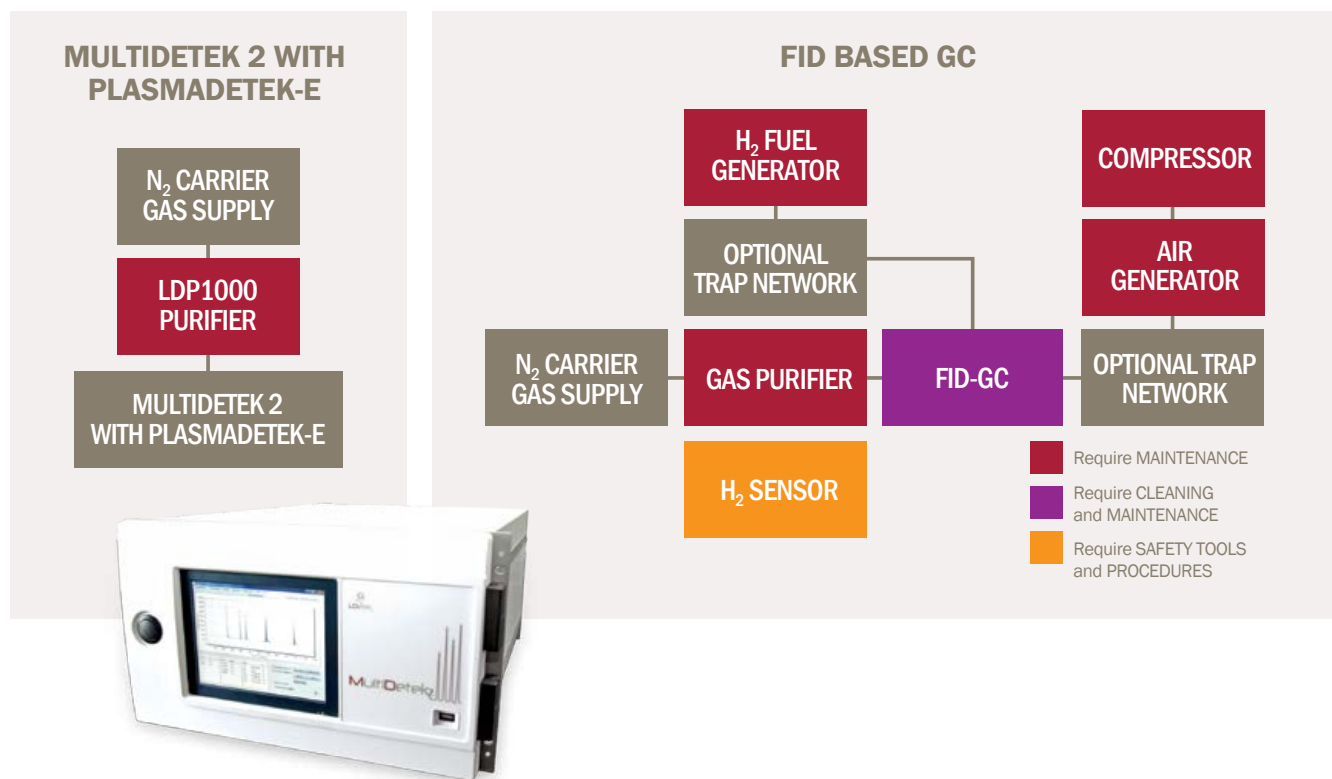 MULTIDETEK 2 WITH
PLASMADETEK-E
N₂ CARRIER
GAS SUPPLY
LDP1000
PURIFIER
MULTIDETEK 2
WITH PLASMADETEK-E
FID BASED GC
H₂ FUEL
GENERATOR
COMPRESSOR
OPTIONAL
TRAP NETWORK
AIR
GENERATOR
N₂ CARRIER
GAS SUPPLY
GAS PURIFIER
FID-GC
OPTIONAL TRAP
NETWORK
H₂ SENSOR
Require MAINTENANCE
Require CLEANING
and MAINTENANCE
Require SAFETY TOOLS
and PROCEDURES
MultiDetek2